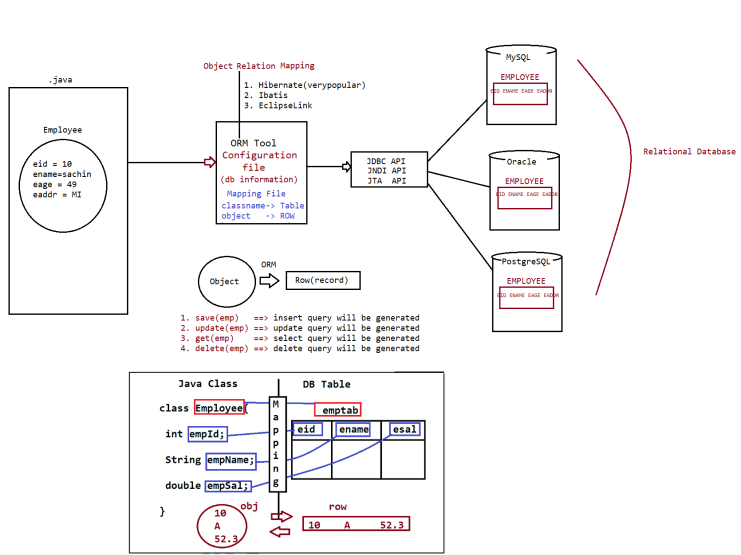 .java
Employee
eid = 10
ename=sachin
eage = 49
eaddr = MI
Object Relation Mapping
1. Hibernate(verypopular)
2. Ibatis
3. EclipseLink
ORM Tool
Configuration
file
(db information)
Mapping File
classname-> Table
object -> ROW
JDBC API
JNDI API
JTA API
MySQL
EMPLOYEE
EID ENAME EAGE EADDR
Oracle
EMPLOYEE
EID ENAME EAGE EADDR
PostgreSQL
EMPLOYEE
EID ENAME EAGE EADDR
Relational Database
Object
ORM
Row(record)
1. save(emp) ==> insert query will be generated
2. update(emp) ==> update query will be generated
3. get(emp) ==> select query will be generated
4. delete(emp) ==> delete query will be generated
Java Class
DB Table
class Employee{
int empId;
String empName;
double empSal;
}
Mapping
emptab
eid ename esal
obj
10
A
52.3
row
10 A 52.3